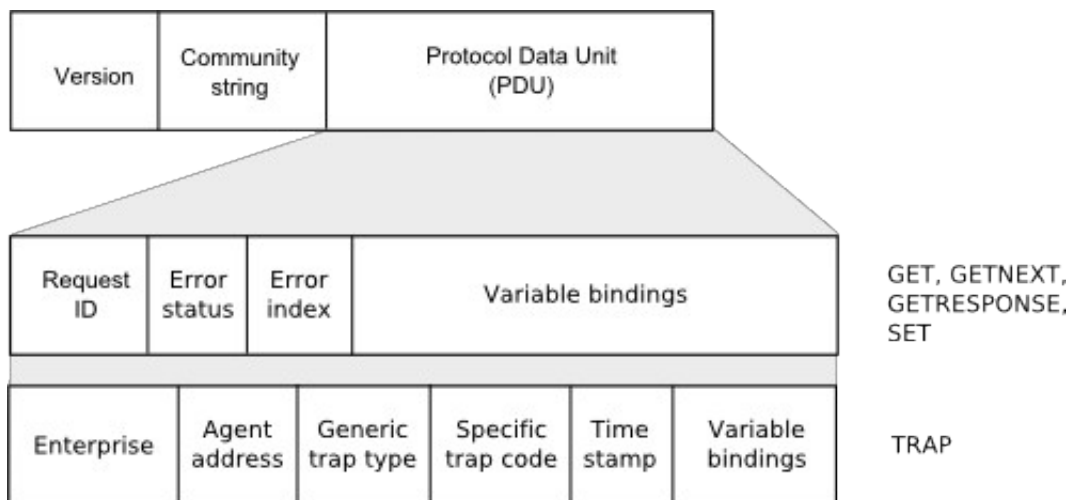 Version
Community
string
Protocol Data Unit
(PDU)
Request
ID
Error
status
Error
index
Variable bindings
GET, GETNEXT,
GETRESPONSE,
SET
Enterprise
Agent
address
Generic
trap type
Specific
trap code
Time
stamp
Variable
bindings
TRAP